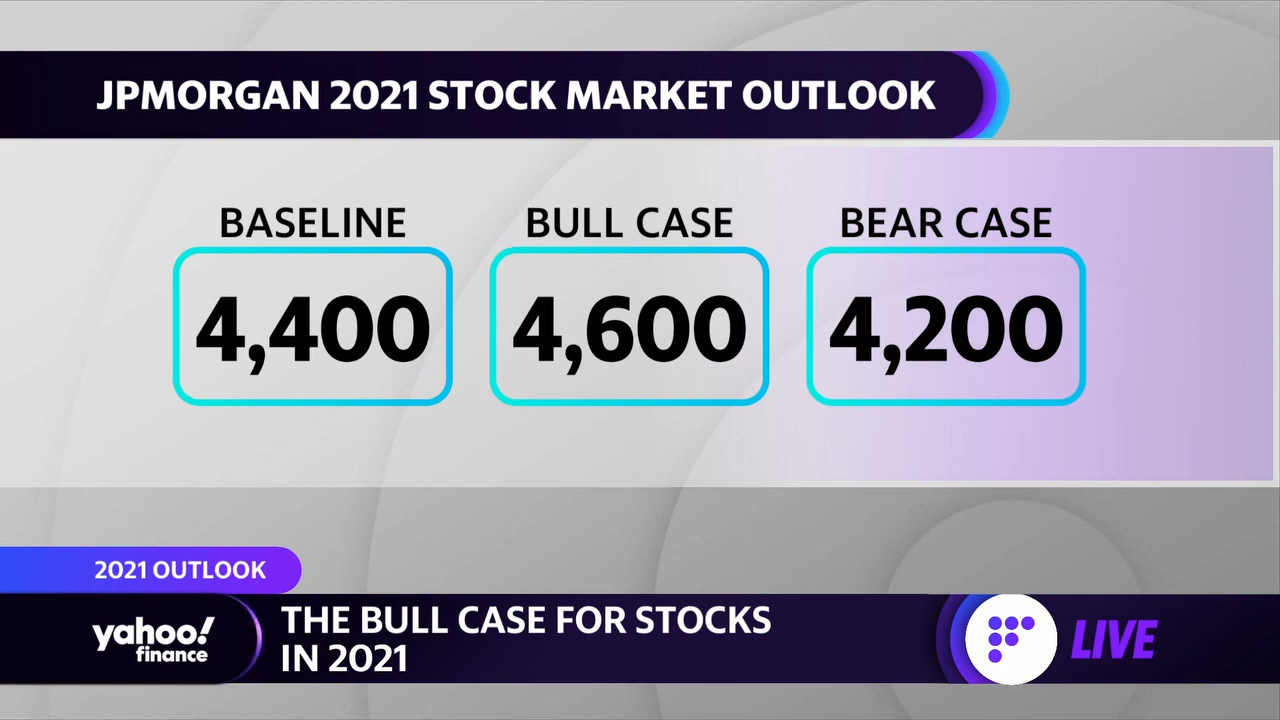 JPMORGAN 2021 STOCK MARKET OUTLOOK
BASELINE
4,400
BULL CASE
4,600
BEAR CASE
4,200
2021 OUTLOOK
yahoo!
finance
THE BULL CASE FOR STOCKS
IN 2021
LIVE